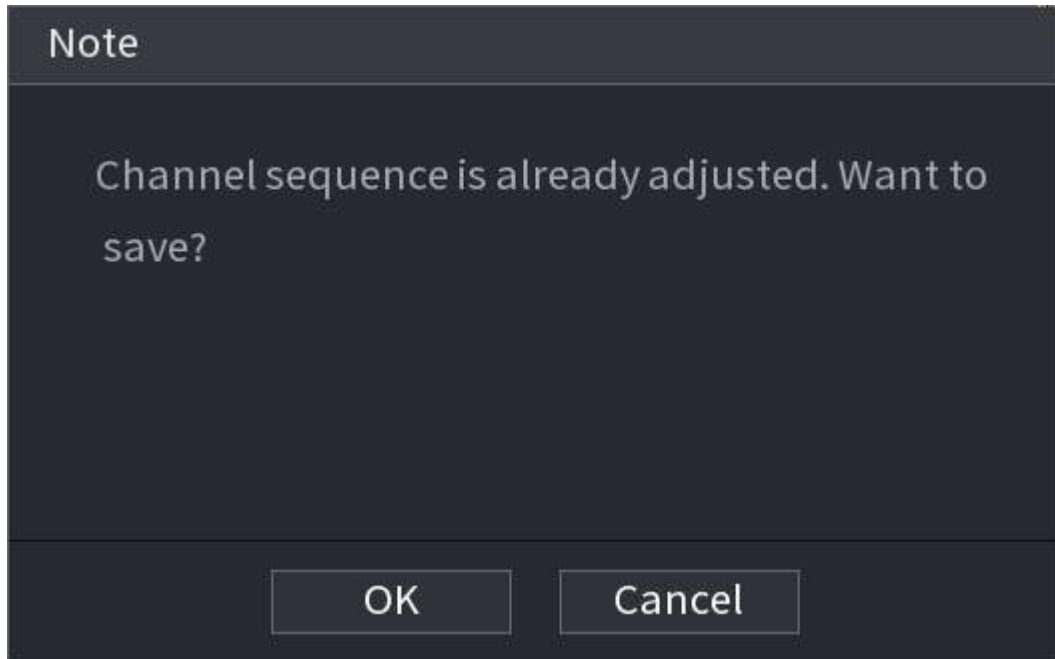 Note
Channel sequence is already adjusted. Want to
save?
OK
Cancel